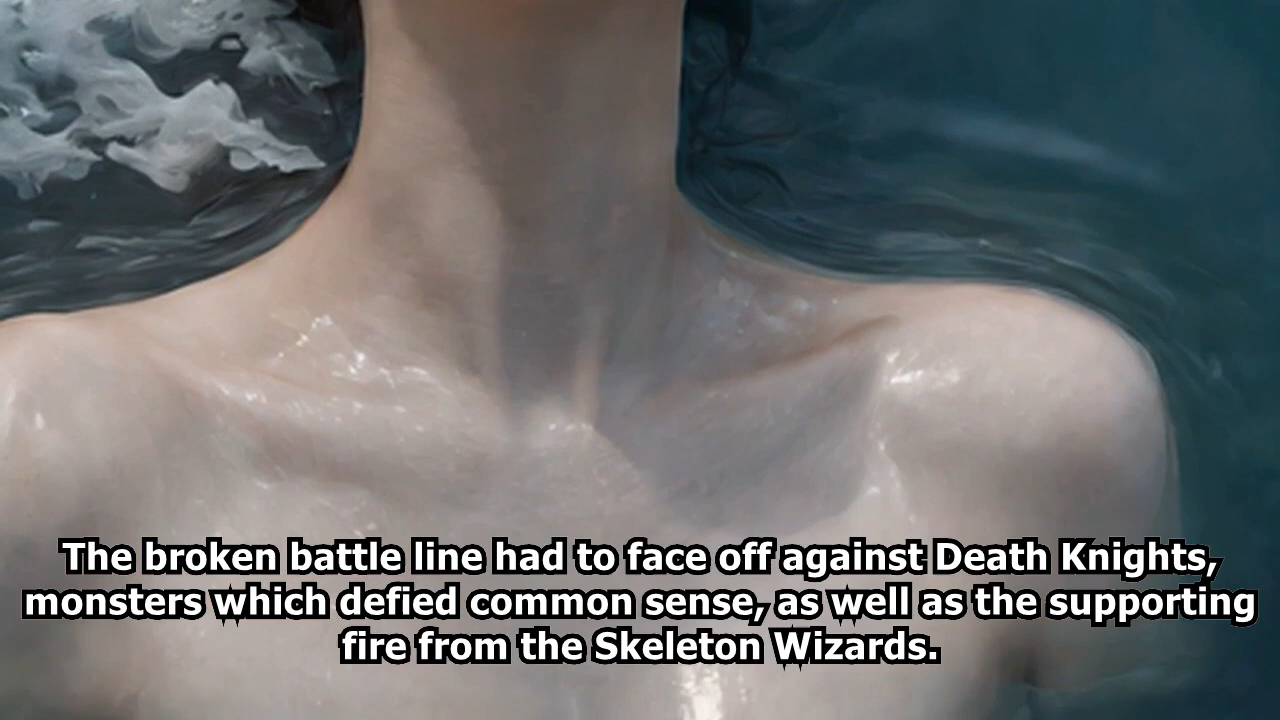 The broken battle line had to face off against Death Knights,
monsters which defied common sense, as well as the supporting
fire from the Skeleton Wizards.